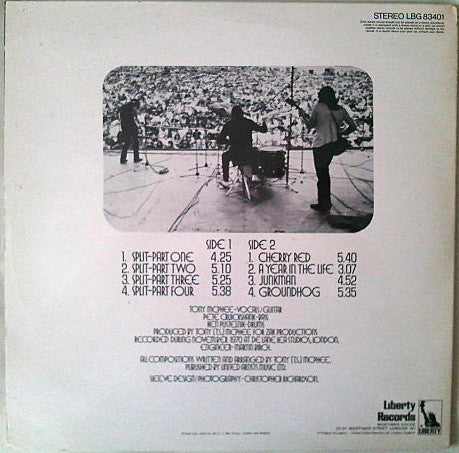 STEREO LBG 83401
SIDE 1
1. SPLIT-PART ONE 4.25
2. SPLIT-PART TWO 5.10
3. SPLIT-PART THREE 5.25
4. SPLIT-PART FOUR 5.38
SIDE 2
1. CHERRY RED 5.40
2. A YEAR IN THE LIFE 3.07
3. JUNKMAN 4.52
4. GROUNDHOG 5.35
TONY McPHEE-VOCALS/GUITAR
PETE CRUICKSHANK-BASS
KEN PUSTELNIK-DRUMS
PRODUCED BY TONY (T.S.) McPHEE FOR ZAK PRODUCTIONS
RECORDED DURING NOVEMBER 1970 AT DE LANE LEA STUDIOS, LONDON.
ENGINEER-MARTIN BIRCH.
ALL COMPOSITIONS WRITTEN AND ARRANGED BY TONY (T.S.) McPHEE.
PUBLISHED BY UNITED ARTISTS MUSIC LTD.
SLEEVE DESIGN/PHOTOGRAPHY-CHRISTOPHER RICHARDSON.
Liberty
Records
MORTIMER STREET LONDON W1
LIBERTY